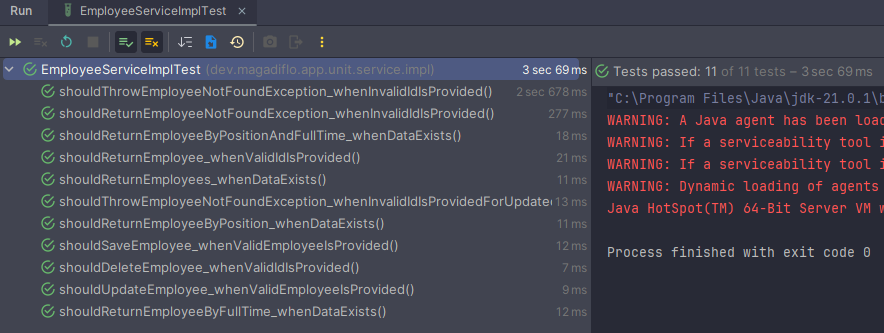 Run EmployeeServiceImplTest
EmployeeServiceImplTest (dev.magadiflo.app.unit.service.impl) 3 sec 69 ms
shouldThrowEmployeeNotFoundException_whenInvalidIdIsProvided() 2 sec 678 ms
shouldReturnEmployeeNotFoundException_whenInvalidIdIsProvided() 277 ms
shouldReturnEmployeeByPositionAndFullTime_whenDataExists() 18 ms
shouldReturnEmployee_whenValidIdIsProvided() 21 ms
shouldReturnEmployees_whenDataExists() 11 ms
shouldThrowEmployeeNotFoundException_whenInvalidIdIsProvidedForUpdate 13 ms
shouldReturnEmployeeByPosition_whenDataExists() 11 ms
shouldSaveEmployee_whenValidEmployeeIsProvided() 12 ms
shouldDeleteEmployee_whenValidIdIsProvided() 7 ms
shouldUpdateEmployee_whenValidEmployeeIsProvided() 9 ms
shouldReturnEmployeeByFullTime_whenDataExists() 12 ms
Tests passed: 11 of 11 tests – 3 sec 69 ms
"C:\Program Files\Java\jdk-21.0.1\b
WARNING: A Java agent has been load
WARNING: If a serviceability tool i
WARNING: If a serviceability tool i
WARNING: Dynamic loading of agents
Java HotSpot(TM) 64-Bit Server VM w
Process finished with exit code 0